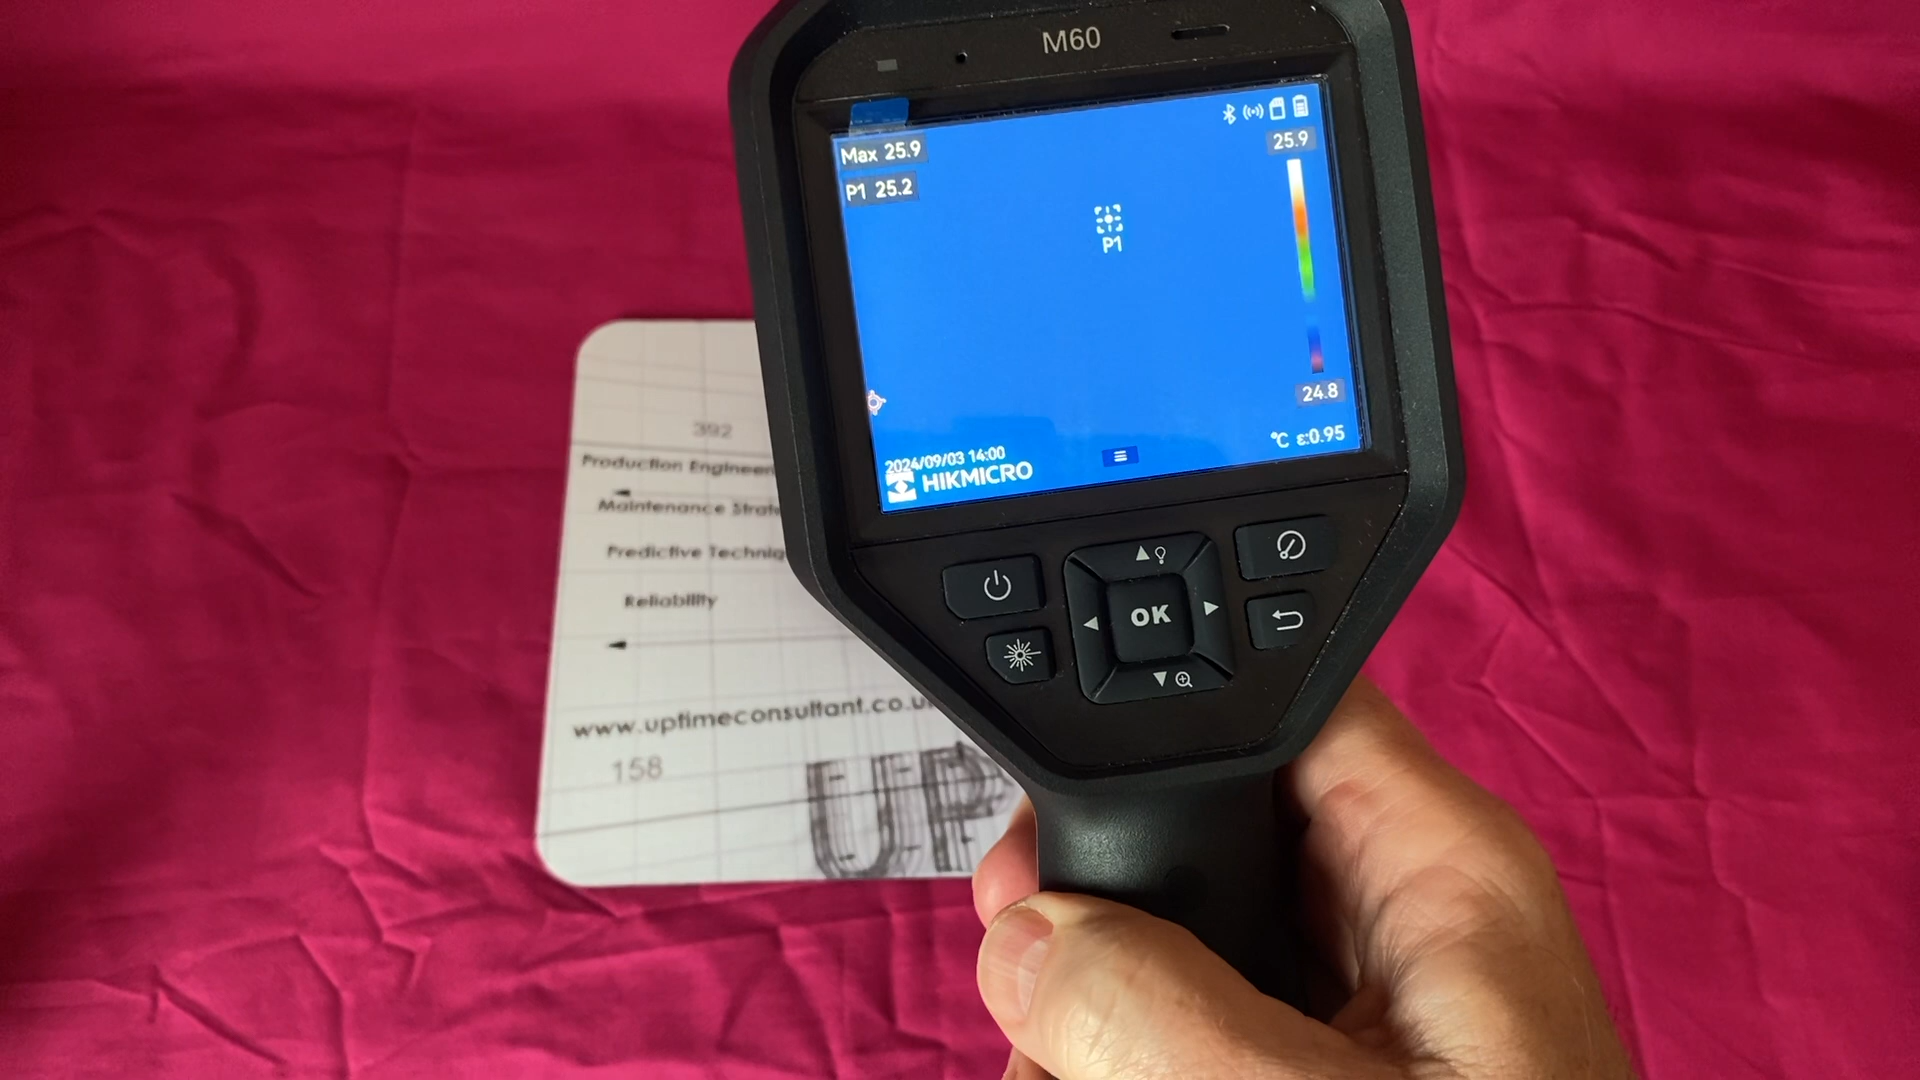 M60
Max 25.9
25.9
P1 25.2
P1
24.8
°C ε:0.95
2024/09/03 14:00
HIKMICRO
OK
392
Production Engineer
Maintenance Strate
Predictive Techniq
Reliability
www.uptimeconsultant.co.u
158
UP